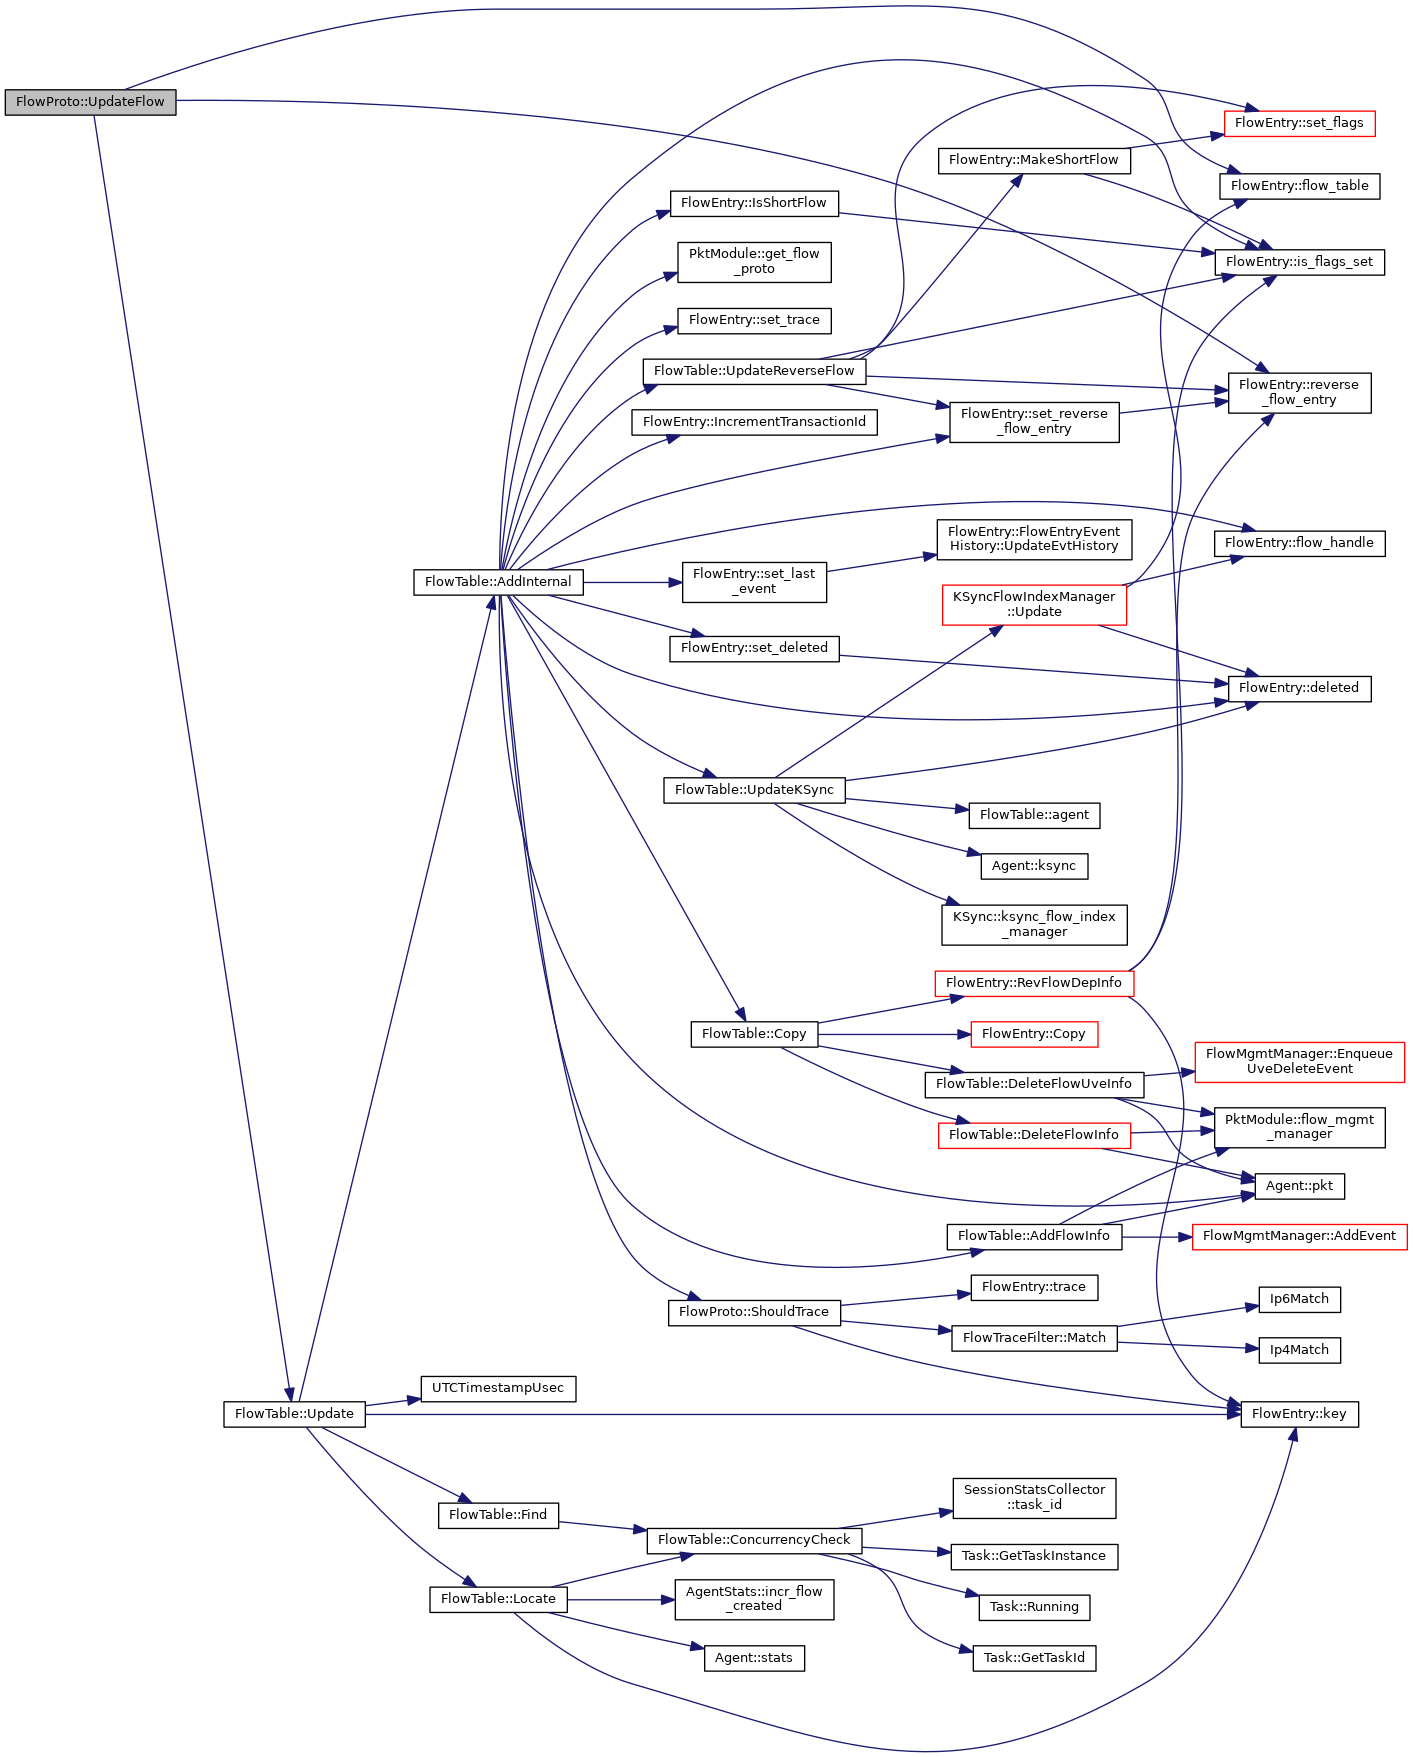 FlowProto::UpdateFlow
FlowEntry::set_flags
FlowEntry::MakeShortFlow
FlowEntry::flow_table
FlowEntry::IsShortFlow
PktModule::get_flow
_proto
FlowEntry::is_flags_set
FlowEntry::set_trace
FlowTable::UpdateReverseFlow
FlowEntry::reverse
_flow_entry
FlowEntry::IncrementTransactionId
FlowEntry::set_reverse
_flow_entry
FlowEntry::FlowEntryEvent
History::UpdateEvtHistory
FlowEntry::flow_handle
FlowTable::AddInternal
FlowEntry::set_last
_event
KSyncFlowIndexManager
::Update
FlowEntry::set_deleted
FlowEntry::deleted
FlowTable::UpdateKSync
FlowTable::agent
Agent::ksync
KSync::ksync_flow_index
_manager
FlowEntry::RevFlowDepInfo
FlowTable::Copy
FlowEntry::Copy
FlowMgmtManager::Enqueue
UveDeleteEvent
FlowTable::DeleteFlowUveInfo
PktModule::flow_mgmt
_manager
FlowTable::DeleteFlowInfo
Agent::pkt
FlowTable::AddFlowInfo
FlowMgmtManager::AddEvent
FlowEntry::trace
Ip6Match
FlowProto::ShouldTrace
FlowTraceFilter::Match
Ip4Match
UTCTimestampUsec
FlowTable::Update
FlowEntry::key
SessionStatsCollector
::task_id
FlowTable::Find
FlowTable::ConcurrencyCheck
Task::GetTaskInstance
FlowTable::Locate
AgentStats::incr_flow
_created
Task::Running
Agent::stats
Task::GetTaskId